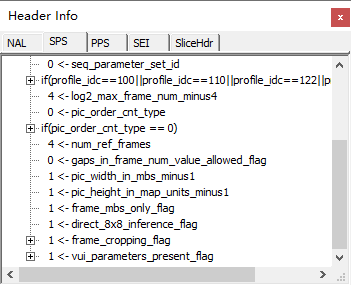 Header Info
NAL SPS PPS SEI SliceHdr
0 <- seq_parameter_set_id
if(profile_idc==100||profile_idc==110||profile_idc==122||p
4 <- log2_max_frame_num_minus4
0 <- pic_order_cnt_type
if(pic_order_cnt_type == 0)
4 <- num_ref_frames
0 <- gaps_in_frame_num_value_allowed_flag
1 <- pic_width_in_mbs_minus1
1 <- pic_height_in_map_units_minus1
1 <- frame_mbs_only_flag
1 <- direct_8x8_inference_flag
1 <- frame_cropping_flag
1 <- vui_parameters_present_flag